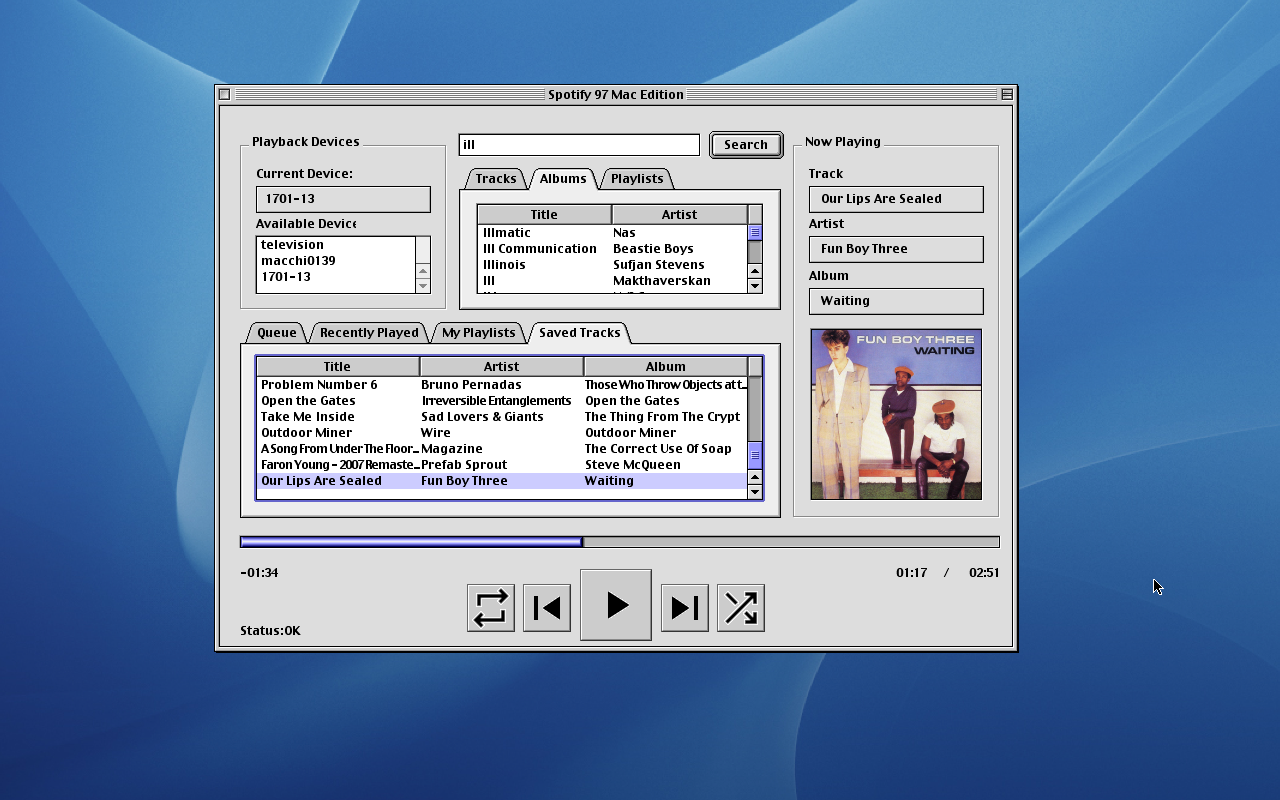 Spotify 97 Mac Edition
Playback Devices
Current Device:
1701-13
Available Device
television
macchi0139
1701-13
ill
Search
Tracks Albums Playlists
Title Artist
Illmatic Nas
Ill Communication Beastie Boys
Illinois Sufjan Stevens
Ill Makthaverskan
Now Playing
Track
Our Lips Are Sealed
Artist
Fun Boy Three
Album
Waiting
FUN BOY THREE
WAITING
Queue Recently Played My Playlists Saved Tracks
Title Artist Album
Problem Number 6 Bruno Pernadas Those Who Throw Objects at t...
Open the Gates Irreversible Entanglements Open the Gates
Take Me Inside Sad Lovers & Giants The Thing From The Crypt
Outdoor Miner Wire Outdoor Miner
A Song From Under The Floor... Magazine The Correct Use Of Soap
Faron Young - 2007 Remaste... Prefab Sprout Steve McQueen
Our Lips Are Sealed Fun Boy Three Waiting
-01:34 01:17 / 02:51
Status:OK